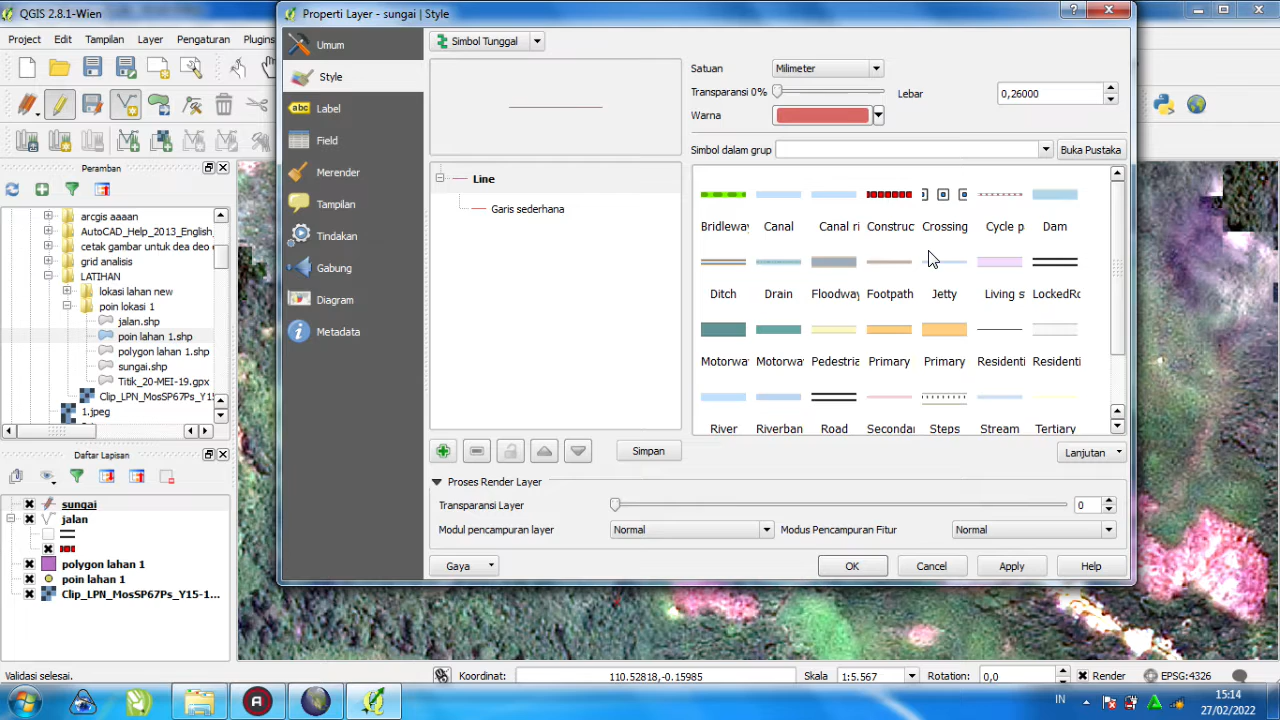 QGIS 2.8.1-Wien
Project Edit Tampilan Layer Pengaturan Plugins
Peramban
arcgis aaaan
AutoCAD_Help_2013_English_
cetak gambar untuk dea deo
grid analisis
LATIHAN
lokasi lahan new
poin lokasi 1
jalan.shp
poin lahan 1.shp
polygon lahan 1.shp
sungai.shp
Titik_20-MEI-19.gpx
Clip_LPN_MosSP67Ps_Y15
1.jpeg
Daftar Lapisan
sungai
jalan
polygon lahan 1
poin lahan 1
Clip_LPN_MosSP67Ps_Y15-1...
Validasi selesai.
Properti Layer - sungai | Style
Umum
Style
abc Label
Field
Merender
Tampilan
Tindakan
Gabung
Diagram
Metadata
Simbol Tunggal
Line
Garis sederhana
Simpan
Satuan Milimeter
Transparansi 0% Lebar 0,26000
Warna
Simbol dalam grup Buka Pustaka
Bridleway Canal Canal ri Construc Crossing Cycle p Dam
Ditch Drain Floodway Footpath Jetty Living s LockedRo
Motorwa Motorwa Pedestria Primary Primary Residenti Residenti
River Riverban Road Secondar Steps Stream Tertiary
Lanjutan
Proses Render Layer
Transparansi Layer 0
Modul pencampuran layer Normal Modus Pencampuran Fitur Normal
Gaya OK Cancel Apply Help
Koordinat: 110.52818,-0.15985 Skala 1:5.567 Rotation: 0,0 Render EPSG:4326
IN 15:14
27/02/2022